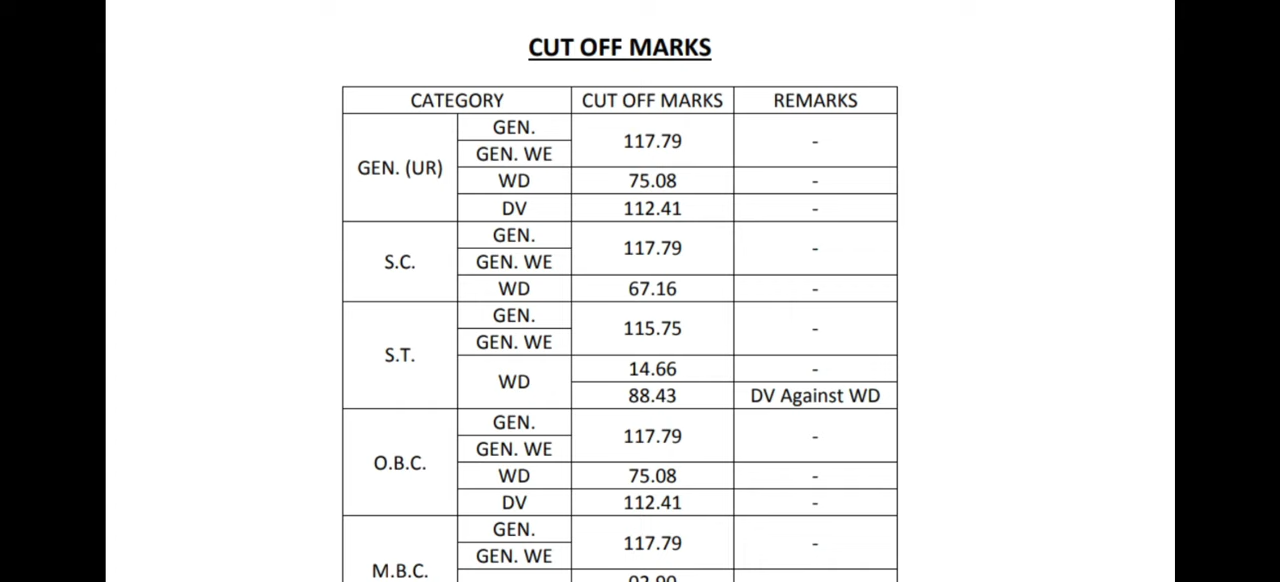 CUT OFF MARKS
CATEGORY CUT OFF MARKS REMARKS
GEN. (UR) GEN. 117.79 -
GEN. WE
WD 75.08 -
DV 112.41 -
S.C. GEN. 117.79 -
GEN. WE
WD 67.16 -
S.T. GEN. 115.75 -
GEN. WE
WD 14.66 -
88.43 DV Against WD
O.B.C. GEN. 117.79 -
GEN. WE
WD 75.08 -
DV 112.41 -
M.B.C. GEN. 117.79 -
GEN. WE